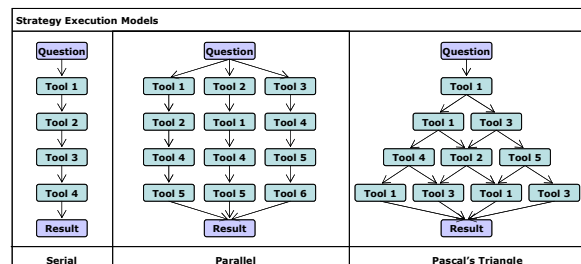 Strategy Execution Models
Question
Tool 1
Tool 2
Tool 3
Tool 4
Result
Serial
Question
Tool 1 Tool 2 Tool 3
Tool 2 Tool 1 Tool 4
Tool 4 Tool 4 Tool 5
Tool 5 Tool 5 Tool 6
Result
Parallel
Question
Tool 1
Tool 1 Tool 3
Tool 4 Tool 2 Tool 5
Tool 1 Tool 3 Tool 1 Tool 3
Result
Pascal's Triangle